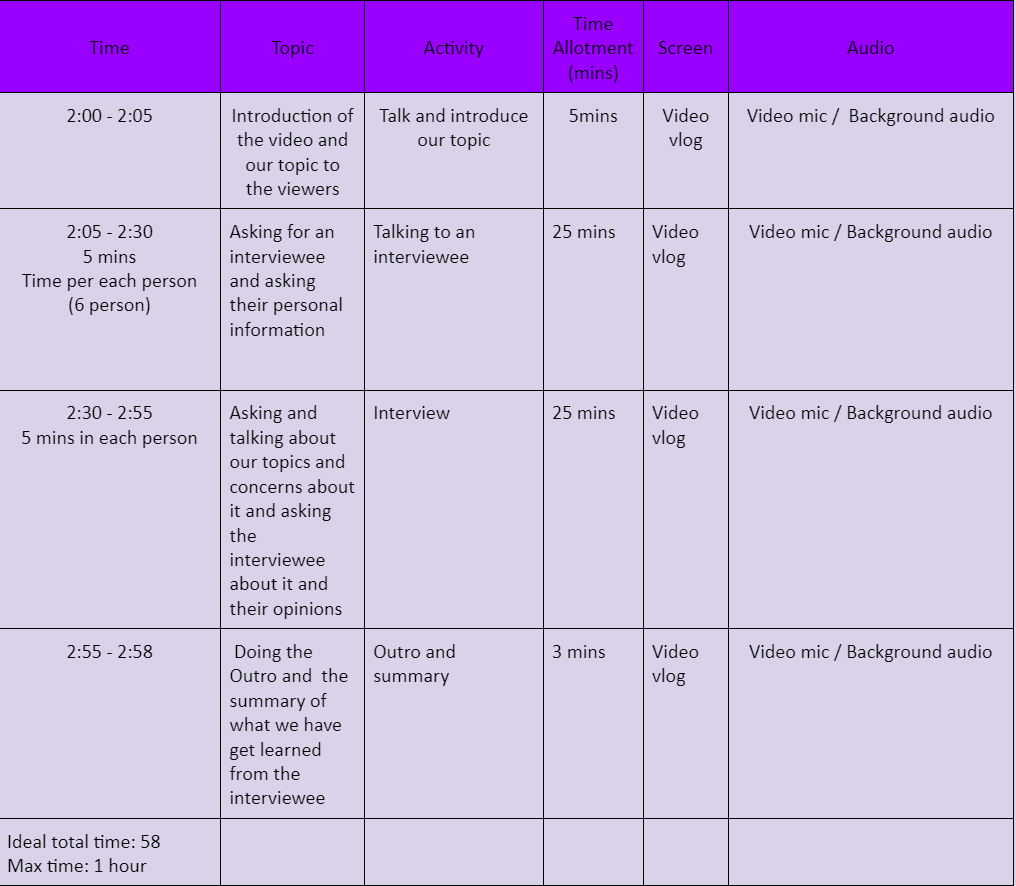 Time
Topic
Activity
Time
Allotment
(mins)
Screen
Audio
2:00 - 2:05
Introduction of
the video and
our topic to
the viewers
Talk and introduce
our topic
5mins
Video
vlog
Video mic /  Background audio
2:05 - 2:30
5 mins
Time per each person
(6 person)
Asking for an
interviewee
and asking
their personal
information
Talking to an
interviewee
25 mins
Video
vlog
Video mic / Background audio
2:30 - 2:55
5 mins in each person
Asking and
talking about
our topics and
concerns about
it and asking
the
interviewee
about it and
their opinions
Interview
25 mins
Video
vlog
Video mic / Background audio
2:55 - 2:58
Doing the
Outro and  the
summary of
what we have
get learned
from the
interviewee
Outro and
summary
3 mins
Video
vlog
Video mic / Background audio
Ideal total time: 58
Max time: 1 hour